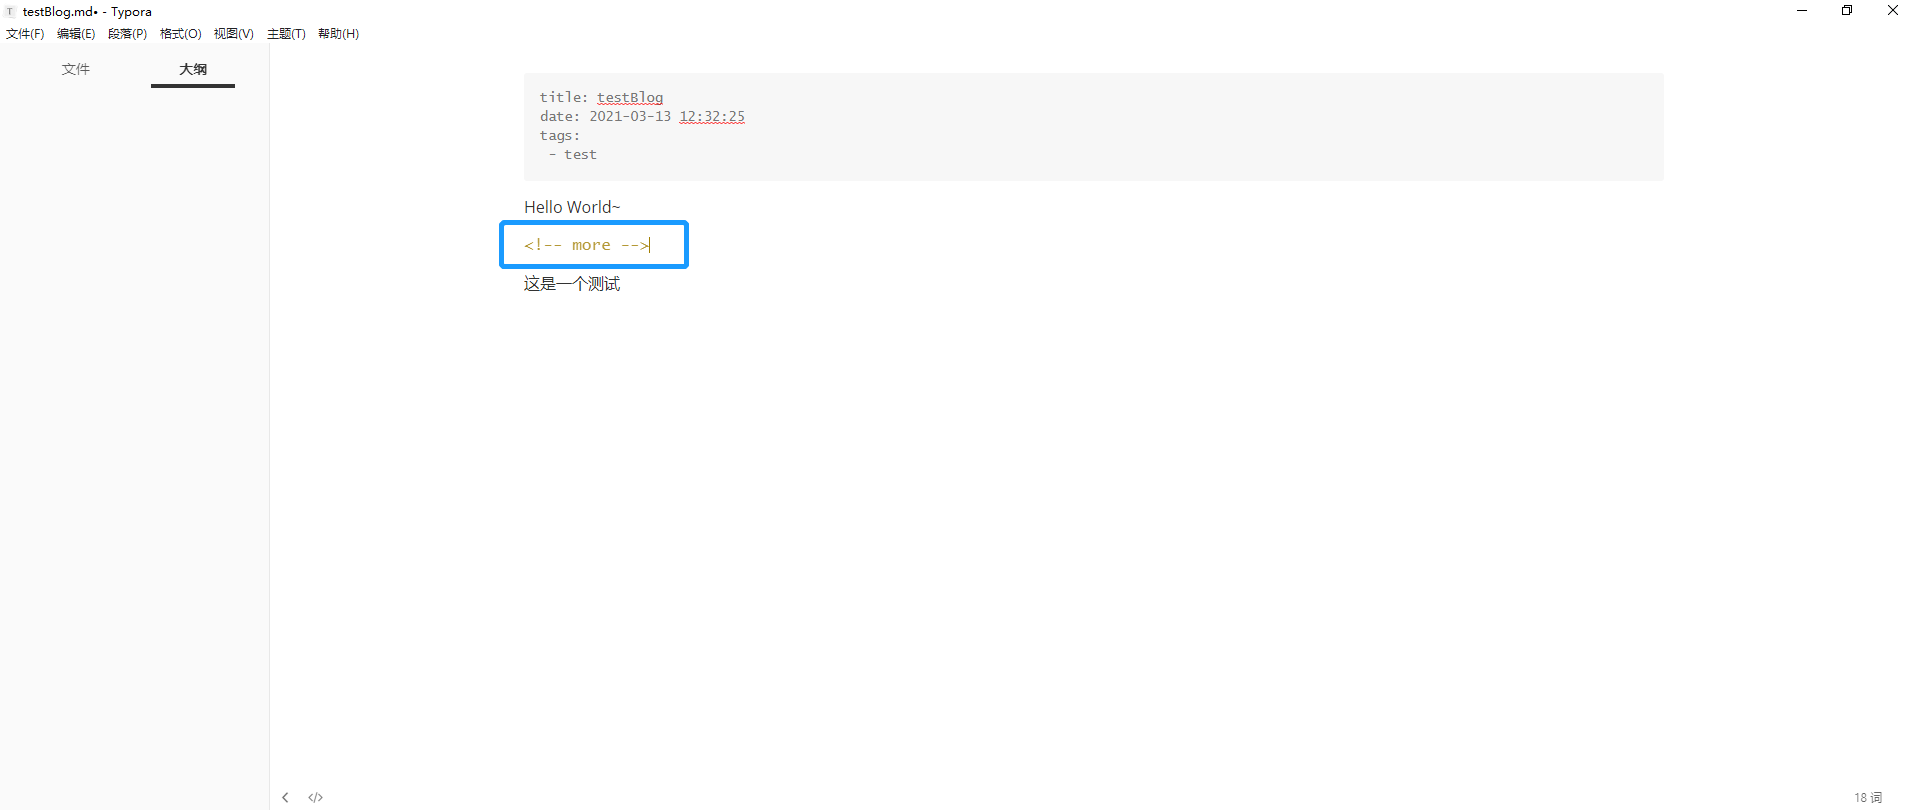 T testBlog.md• - Typora
文件(F) 编辑(E) 段落(P) 格式(O) 视图(V) 主题(T) 帮助(H)
文件 大纲
title: testBlog
date: 2021-03-13 12:32:25
tags:
- test
Hello World~
<!-- more -->
这是一个测试
</> 18 词